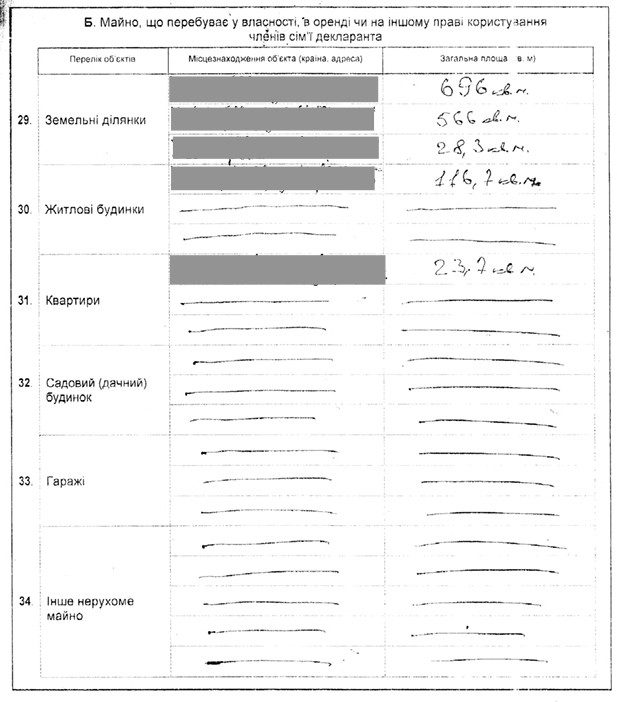 Б. Майно, що перебуває у власності, в оренді чи на іншому праві користування
членів сім'ї декларанта
Перелік об'єктів Місцезнаходження об'єкта (країна, адреса) Загальна площа в. м)
696 кв.м.
29. Земельні ділянки 566 кв.м.
28,3 кв.м.
116,7 кв.м.
30. Житлові будинки
23,7 кв м.
31. Квартири
32. Садовий (дачний)
будинок
33. Гаражі
34. Інше нерухоме
майно